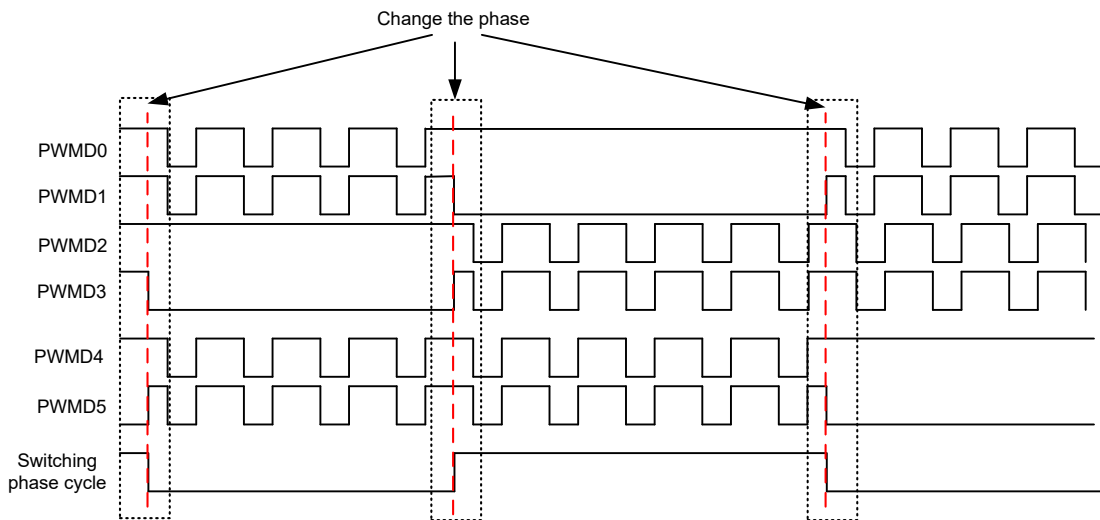 Change the phase
PWMD0
PWMD1
PWMD2
PWMD3
PWMD4
PWMD5
Switching
phase cycle